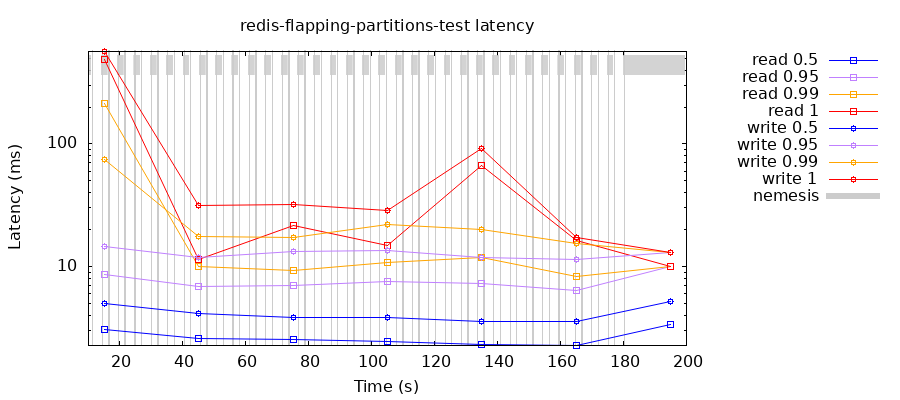 redis-flapping-partitions-test latency
Latency (ms)
100
10
20 40 60 80 100 120 140 160 180 200
Time (s)
read 0.5
read 0.95
read 0.99
read 1
write 0.5
write 0.95
write 0.99
write 1
nemesis